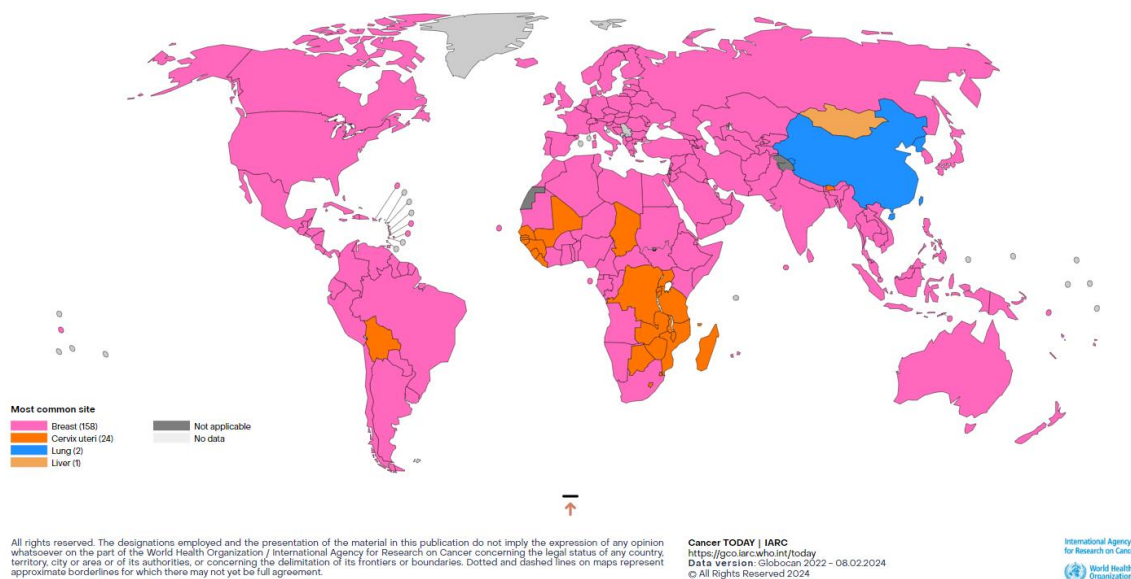 Most common site
Breast (158)
Cervix uteri (24)
Lung (2)
Liver (1)
Not applicable
No data
All rights reserved. The designations employed and the presentation of the material in this publication do not imply the expression of any opinion
whatsoever on the part of the World Health Organization / International Agency for Research on Cancer concerning the legal status of any country,
territory, city or area or of its authorities, or concerning the delimitation of its frontiers or boundaries. Dotted and dashed lines on maps represent
approximate borderlines for which there may not yet be full agreement.
Cancer TODAY | IARC
https://gco.iarc.who.int/today
Data version: Globocan 2022 - 08.02.2024
© All Rights Reserved 2024
International Agency
for Research on Canc
World Health
Organization